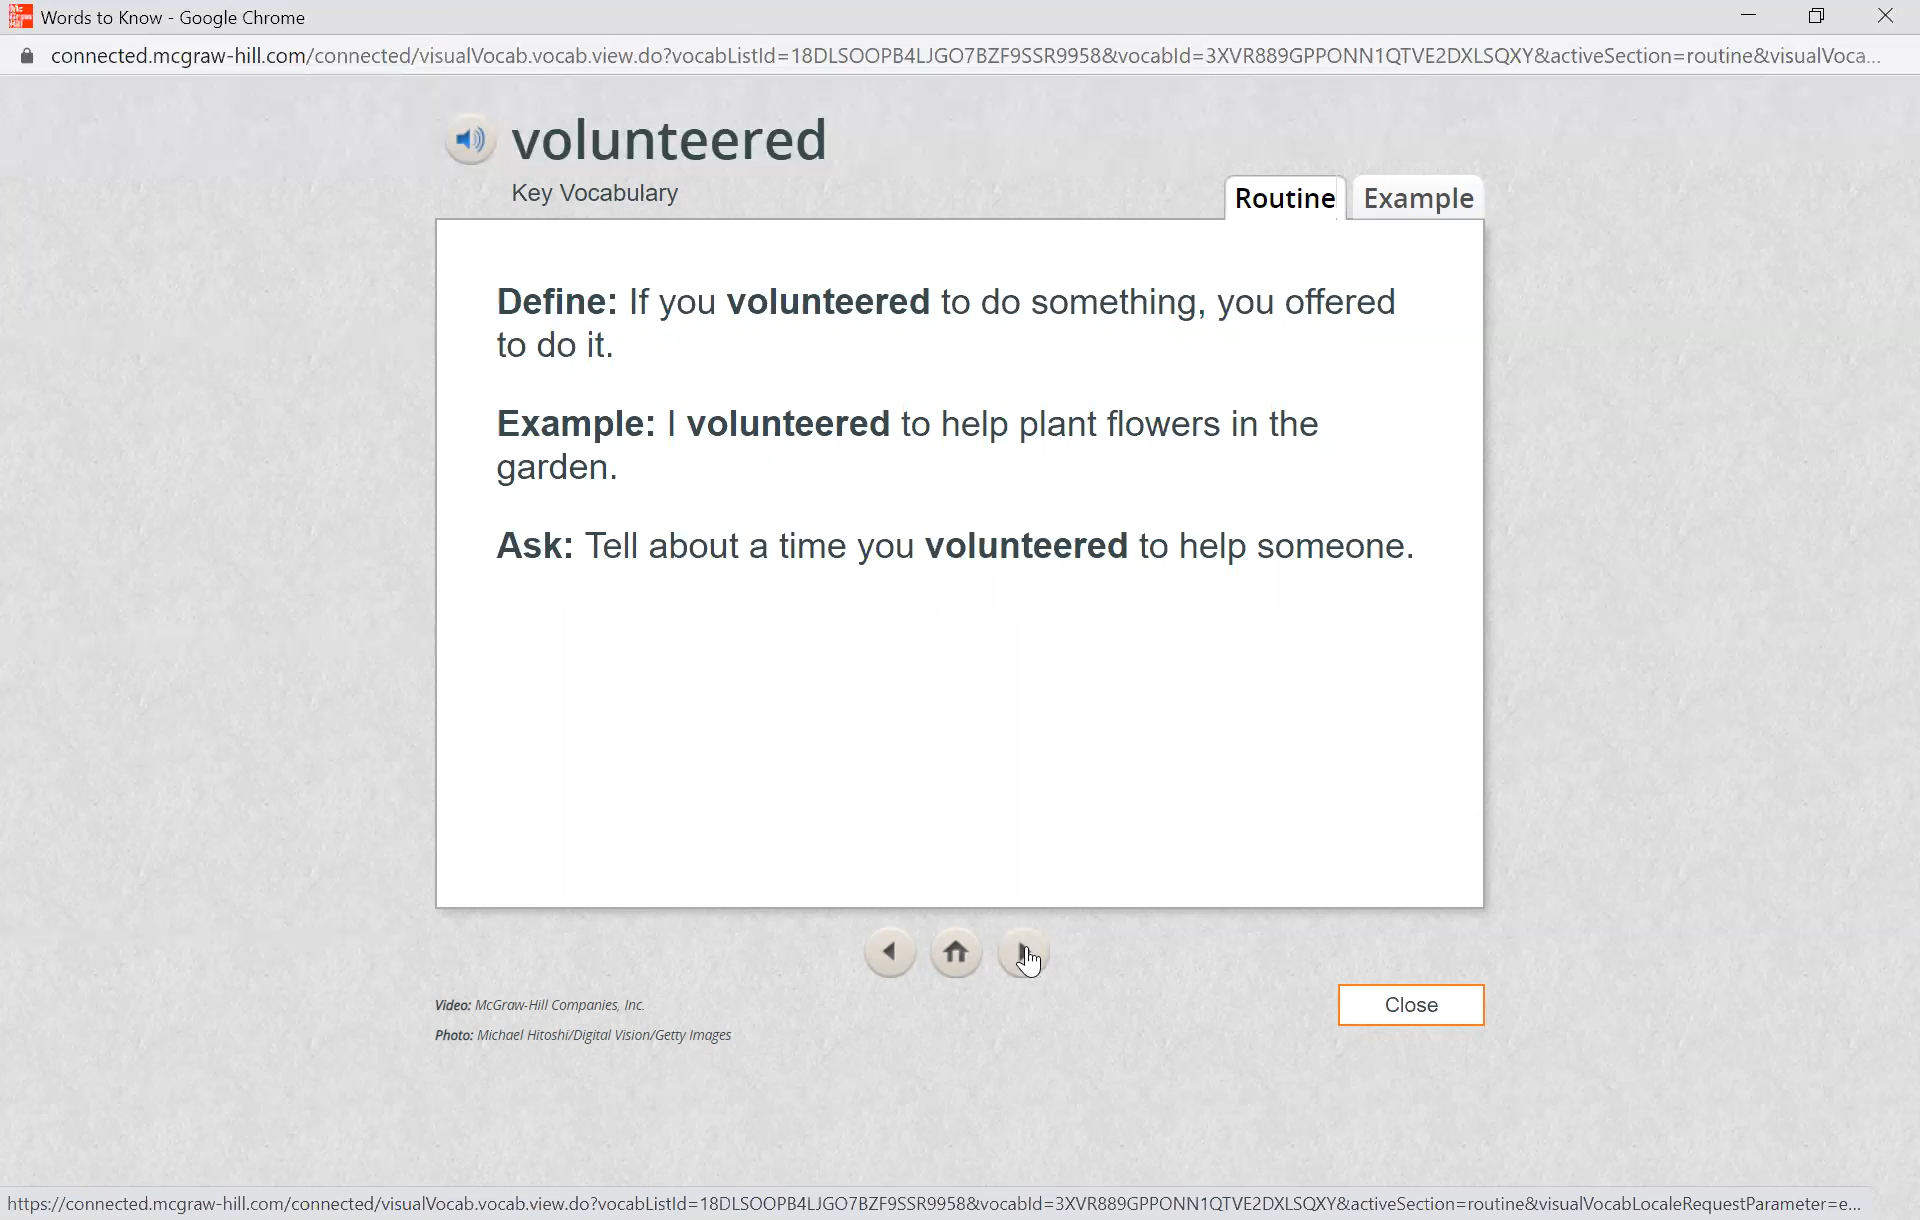 Words to Know - Google Chrome
connected.mcgraw-hill.com/connected/visualVocab.vocab.view.do?vocabListId=18DLSOOPB4LJGO7BZF9SSR9958&vocabId=3XVR889GPPONN1QTVE2DXLSQXY&activeSection=routine&visualVoca...
volunteered
Key Vocabulary
Routine Example
Define: If you volunteered to do something, you offered
to do it.
Example: I volunteered to help plant flowers in the
garden.
Ask: Tell about a time you volunteered to help someone.
Video: McGraw-Hill Companies, Inc.
Close
Photo: Michael Hitoshi/Digital Vision/Getty Images
https://connected.mcgraw-hill.com/connected/visualVocab.vocab.view.do?vocabListId=18DLSOOPB4LJGO7BZF9SSR9958&vocabId=3XVR889GPPONN1QTVE2DXLSQXY&activeSection=routine&visualVocabLocaleRequestParameter=e...